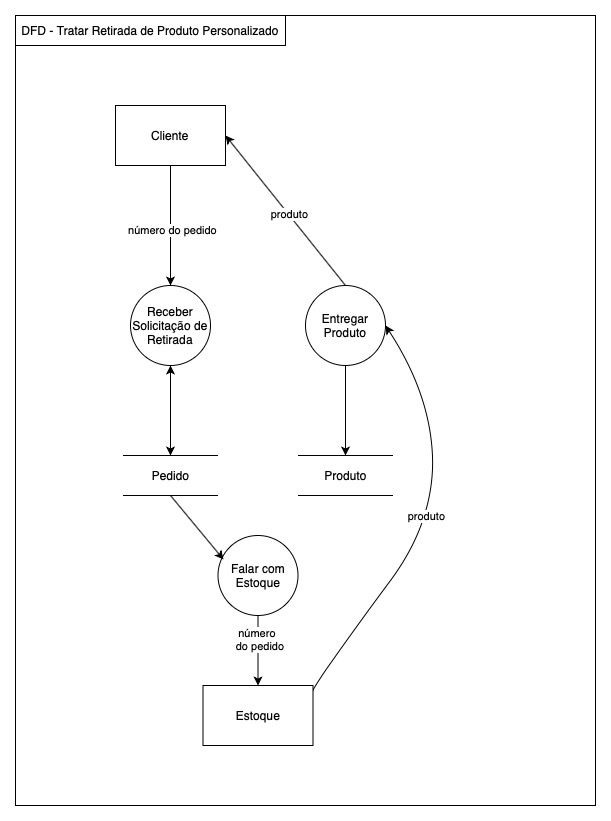 DFD - Tratar Retirada de Produto Personalizado
Cliente
produto
número do pedido
Receber
Solicitação de
Retirada
Entregar
Produto
Pedido
Produto
produto
Falar com
Estoque
número
do pedido
Estoque